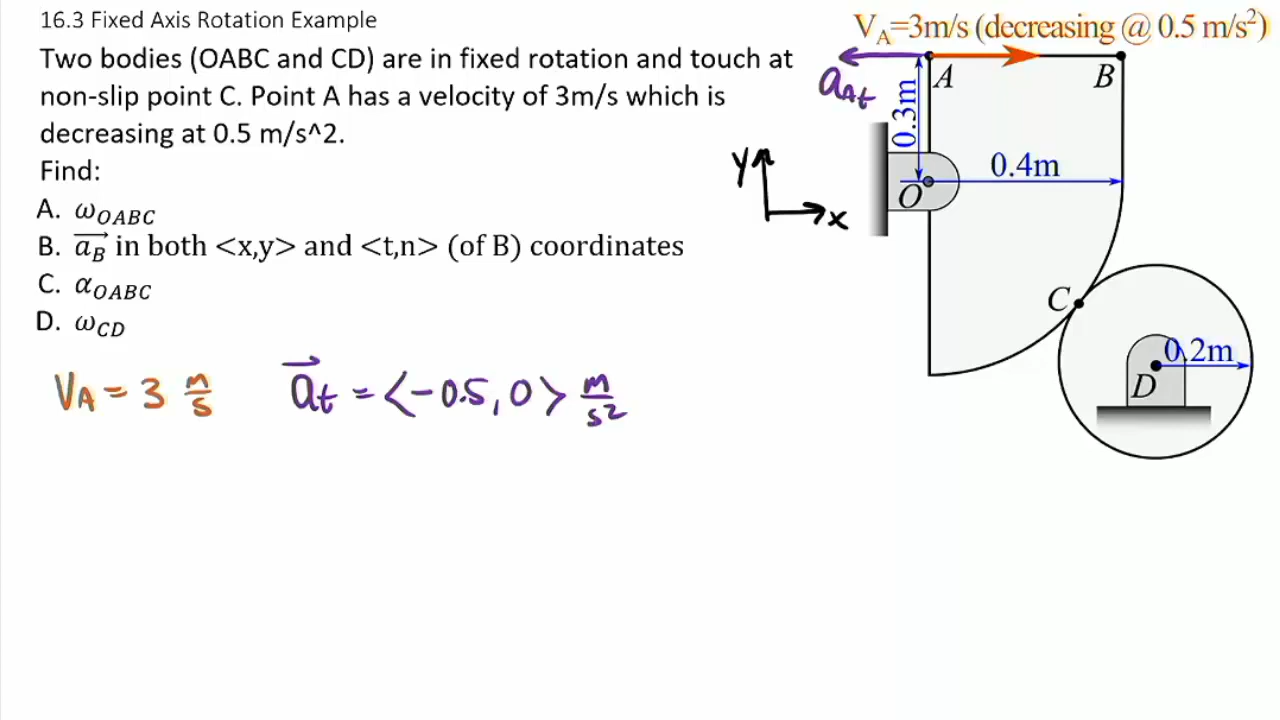 16.3 Fixed Axis Rotation Example
Two bodies (OABC and CD) are in fixed rotation and touch at
non-slip point C. Point A has a velocity of 3m/s which is
decreasing at 0.5 m/s^2.
Find:
A. ω_OABC
B. \overrightarrow{a_B} in both <x,y> and <t,n> (of B) coordinates
C. α_OABC
D. ω_CD
V_A = 3 m/s
\overrightarrow{a}_t = <-0.5, 0> m/s²
V_A=3m/s (decreasing @ 0.5 m/s²)
a_At
A
B
0.3m
y
x
0.4m
O
C
0.2m
D